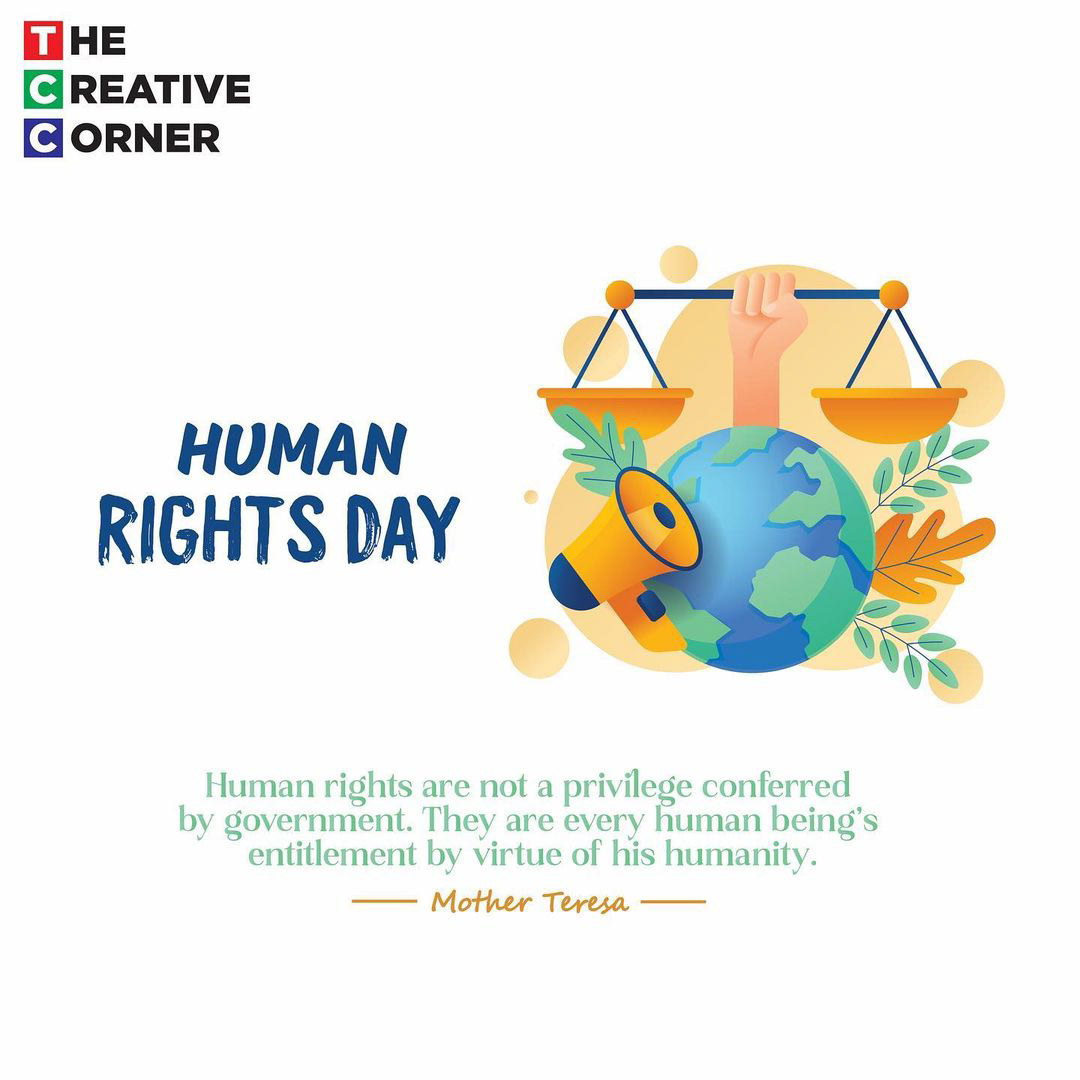 THE
CREATIVE
CORNER
HUMAN
RIGHTS DAY
Human rights are not a privilege conferred
by government. They are every human being's
entitlement by virtue of his humanity.
Mother Teresa